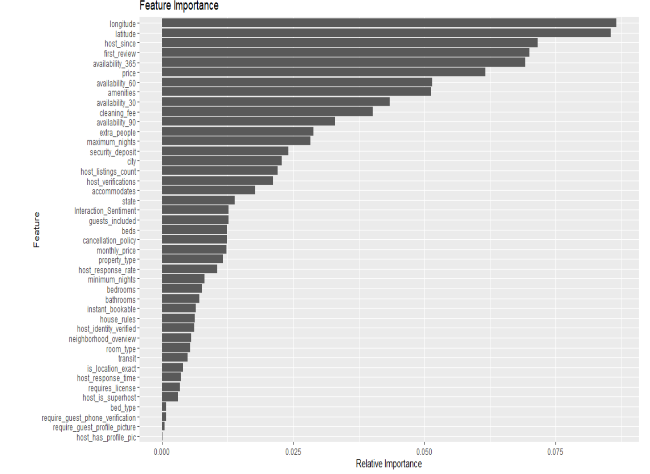 Feature Importance
longitude
latitude
host_since
first_review
availability_365
price
availability_60
amenities
availability_30
cleaning_fee
availability_90
extra_people
maximum_nights
security_deposit
city
host_listings_count
host_verifications
accommodates
state
Interaction_Sentiment
guests_included
beds
cancellation_policy
monthly_price
property_type
host_response_rate
minimum_nights
bedrooms
bathrooms
instant_bookable
house_rules
host_identity_verified
neighborhood_overview
room_type
transit
is_location_exact
host_response_time
requires_license
host_is_superhost
bed_type
require_guest_phone_verification
require_guest_profile_picture
host_has_profile_pic
Feature
0.000 0.025 0.050 0.075
Relative Importance